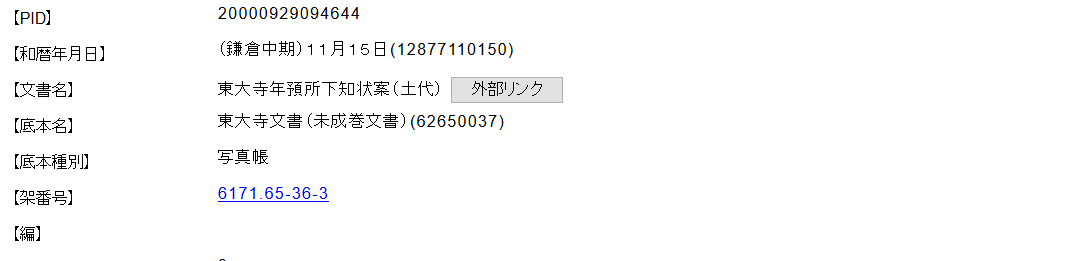 【PID】 20000929094644
【和暦年月日】 （鎌倉中期）１１月１５日(12877110150)
【文書名】 東大寺年預所下知状案（土代） 外部リンク
【底本名】 東大寺文書（未成巻文書）(62650037)
【底本種別】 写真帳
【架番号】 6171.65-36-3
【編】